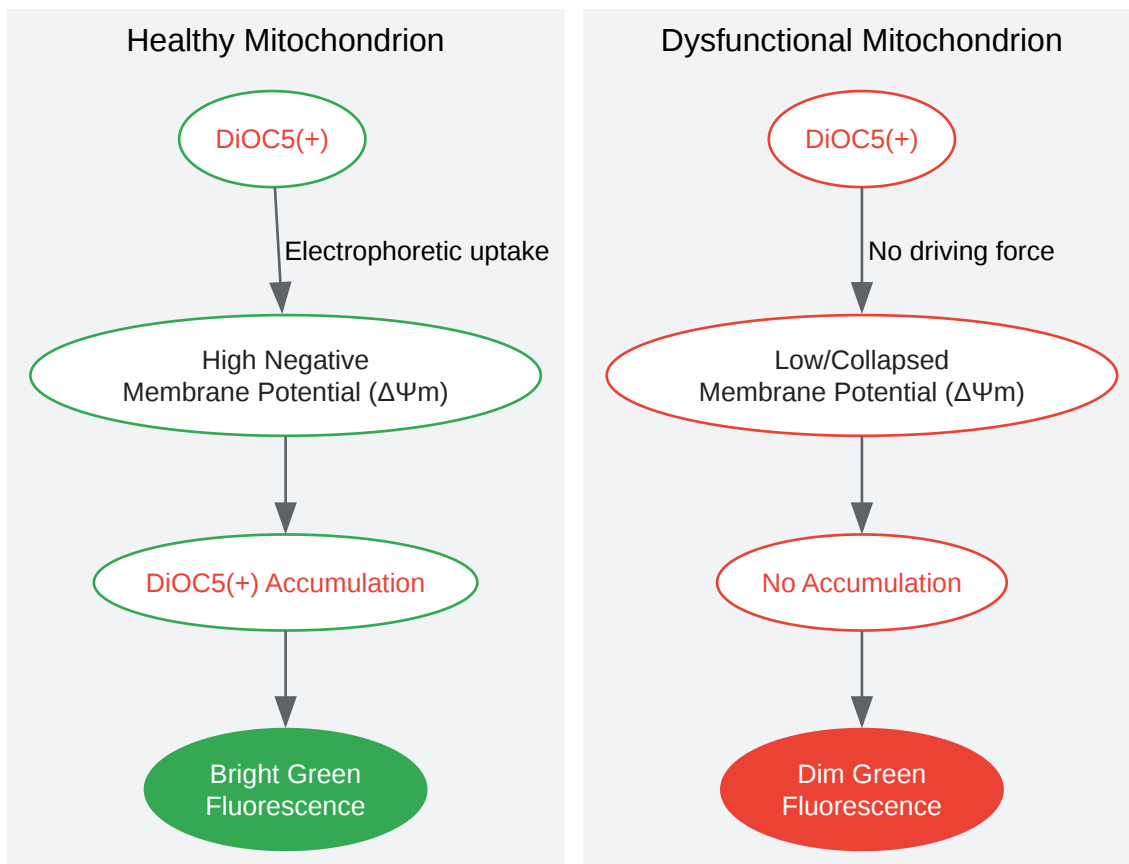 Healthy Mitochondrion
DiOC5(+)
Electrophoretic uptake
High Negative
Membrane Potential (ΔΨm)
DiOC5(+) Accumulation
Bright Green
Fluorescence
Dysfunctional Mitochondrion
DiOC5(+)
No driving force
Low/Collapsed
Membrane Potential (ΔΨm)
No Accumulation
Dim Green
Fluorescence